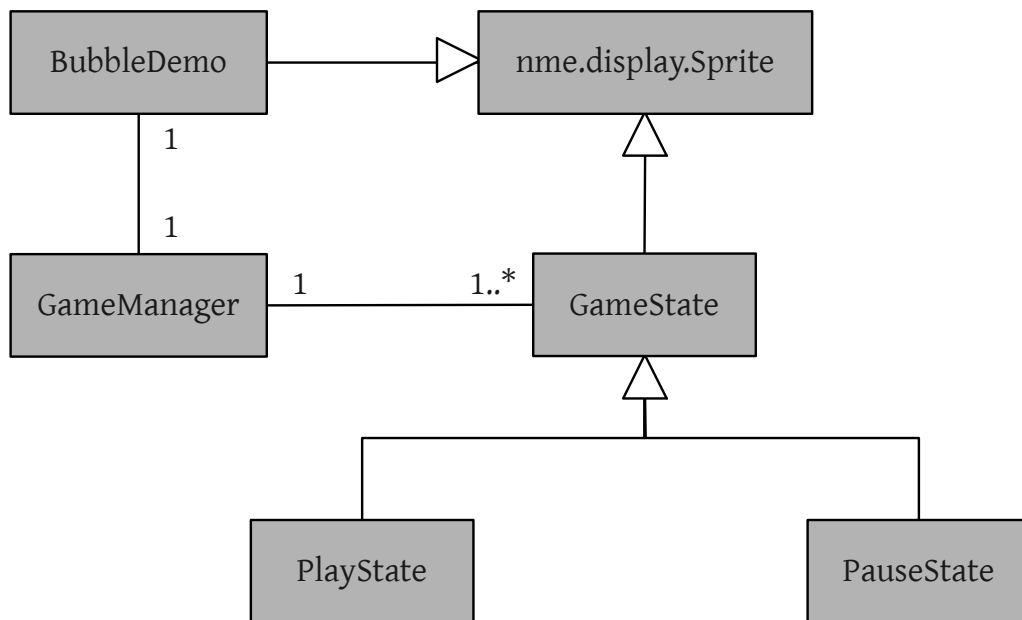 BubbleDemo
nme.display.Sprite
1
1
GameManager
1
1..*
GameState
PlayState
PauseState